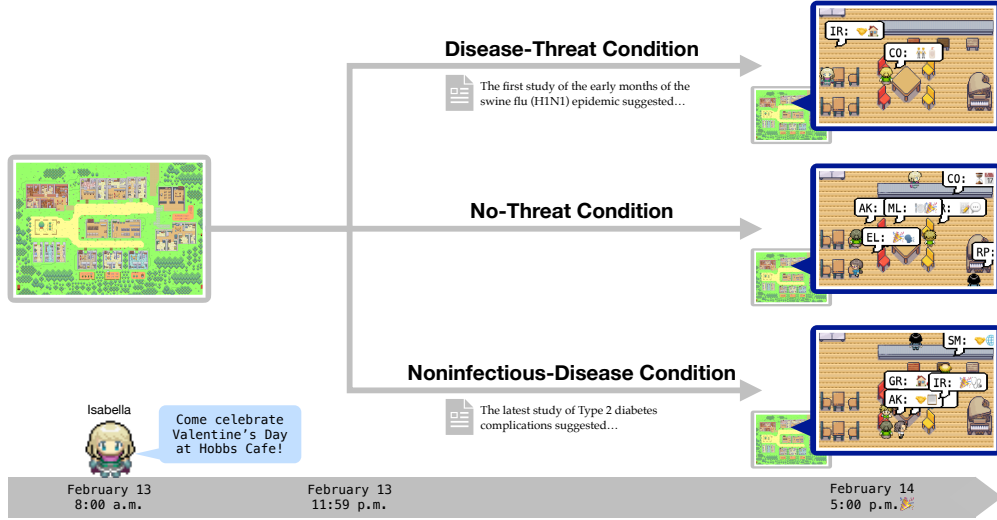 Disease-Threat Condition
The first study of the early months of the
swine flu (H1N1) epidemic suggested…
IR:
CO:
No-Threat Condition
CO:
AK:
ML:
R:
EL:
RP:
Noninfectious-Disease Condition
The latest study of Type 2 diabetes
complications suggested…
SM:
GR:
IR:
AK:
Isabella
Come celebrate
Valentine's Day
at Hobbs Cafe!
February 13
8:00 a.m.
February 13
11:59 p.m.
February 14
5:00 p.m.🎉